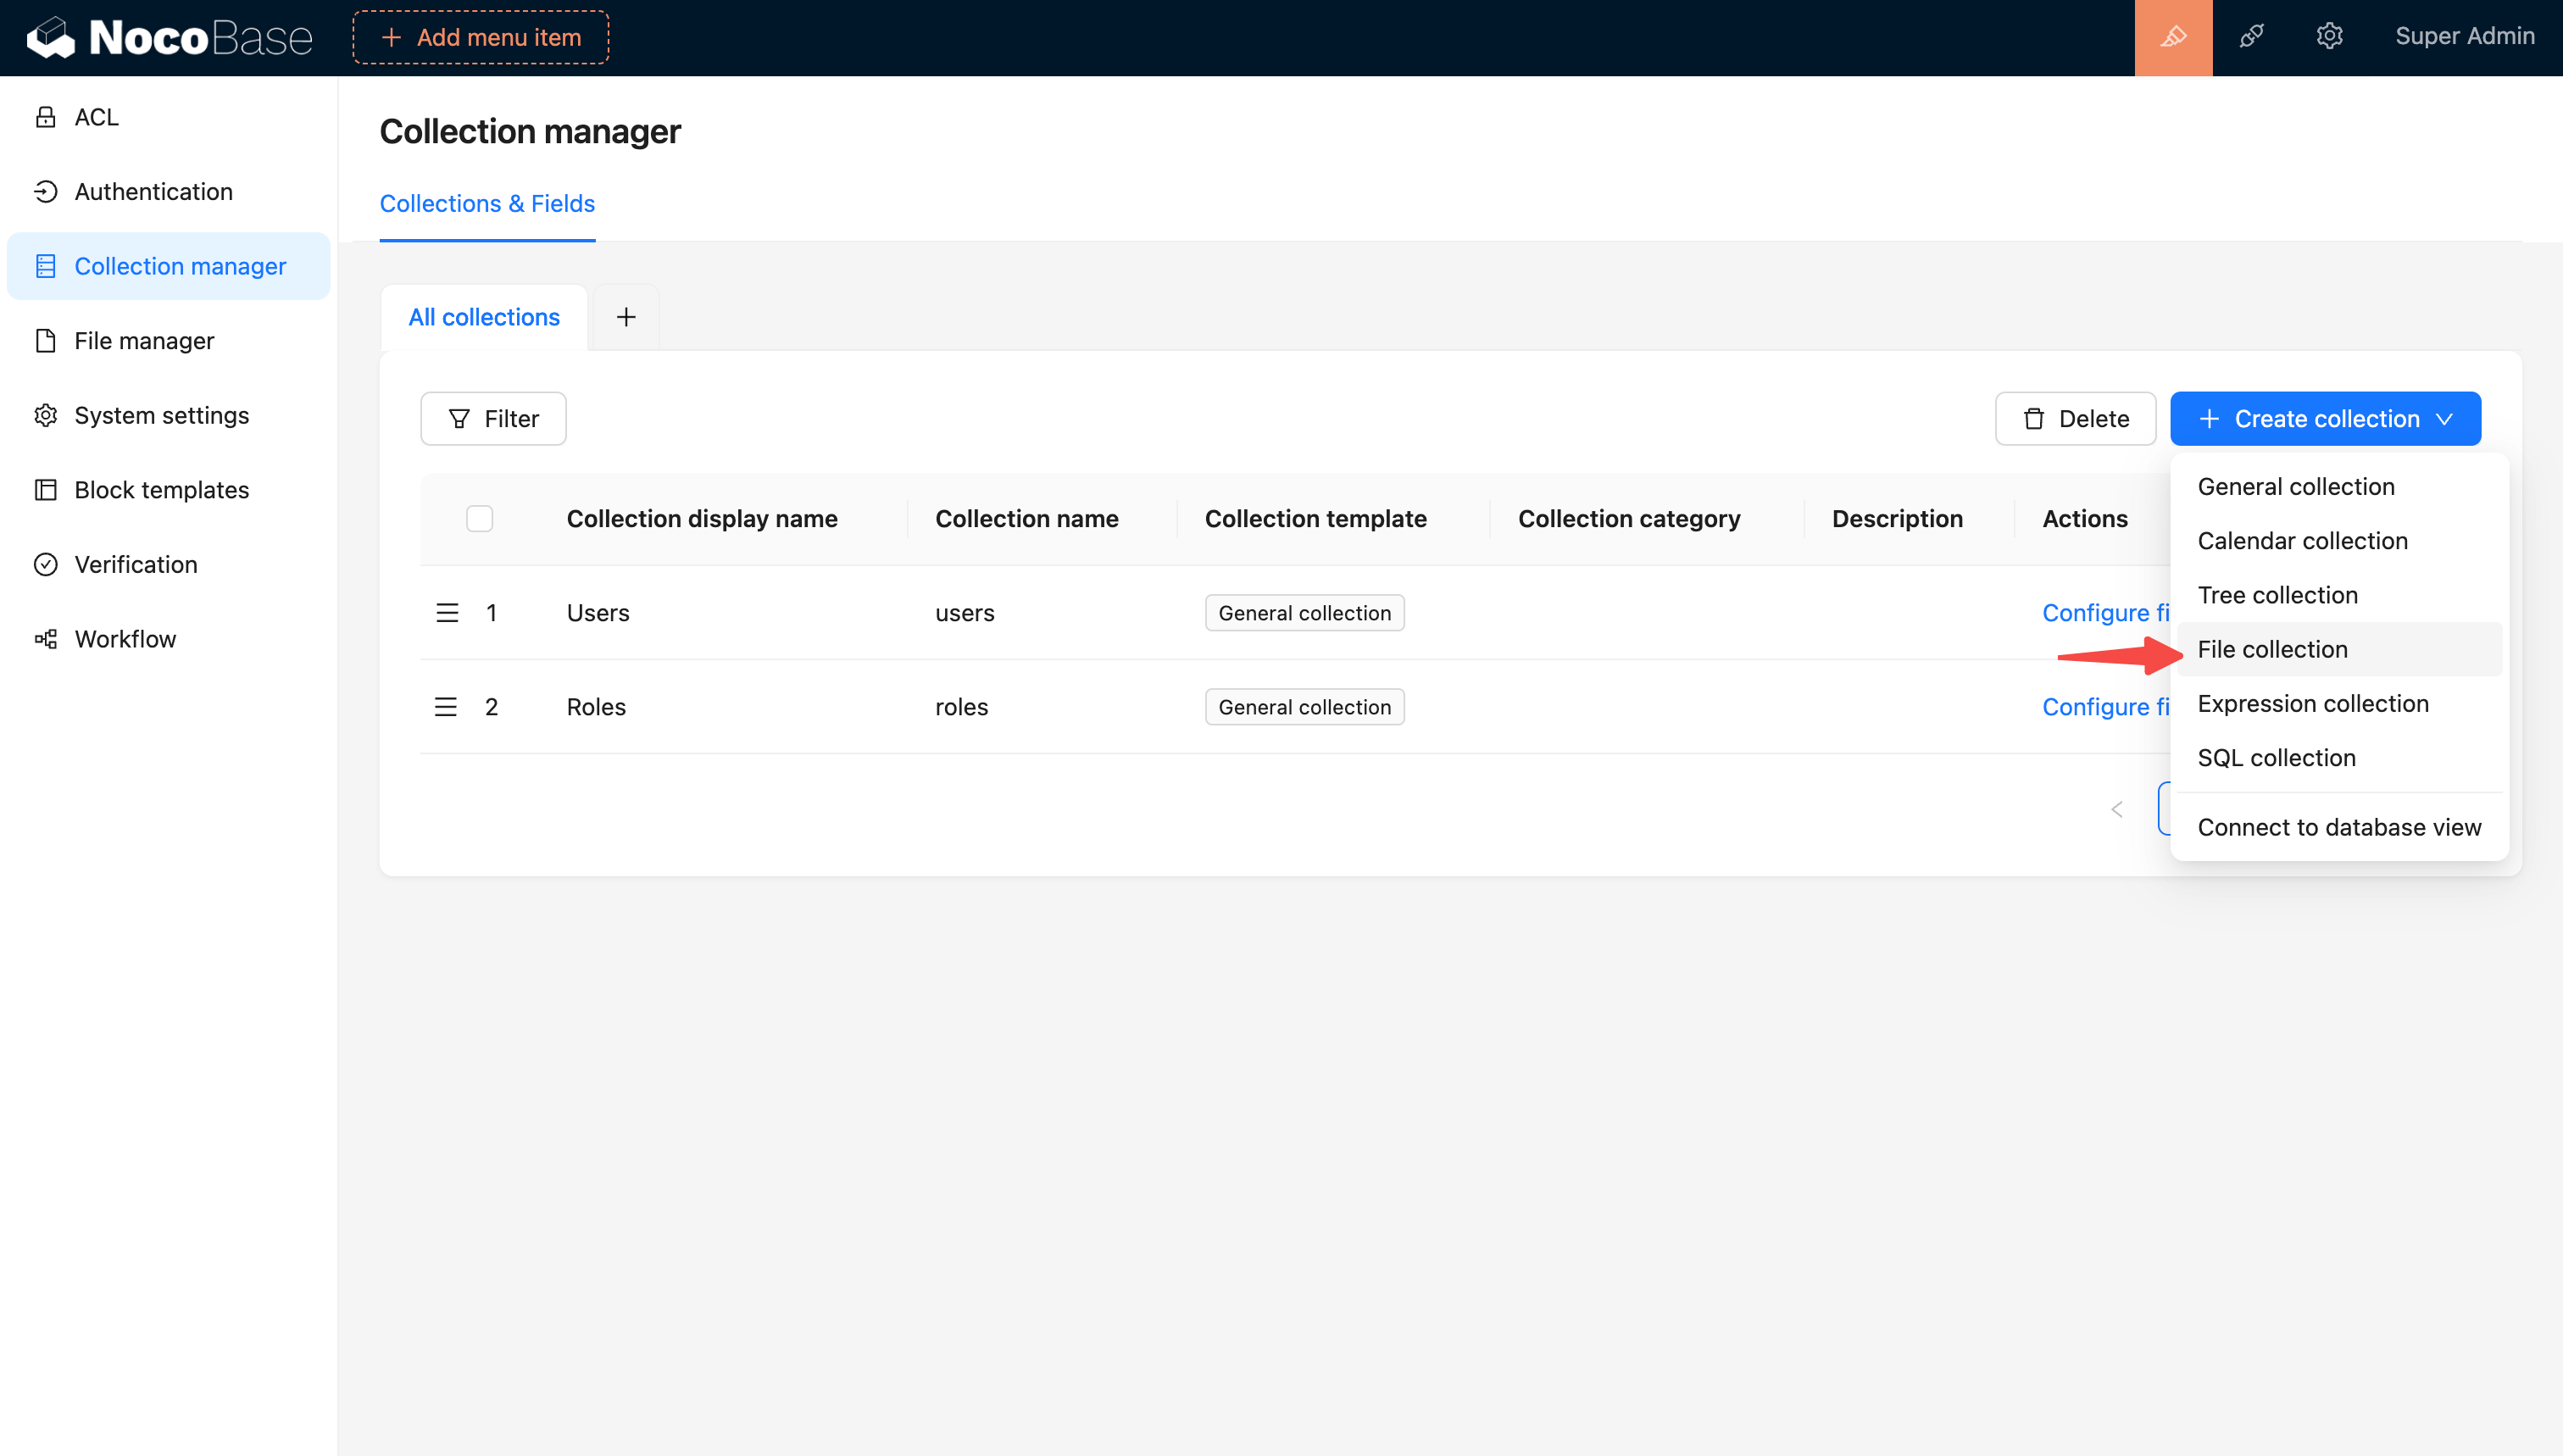 NocoBase
Add menu item
Super Admin
ACL
Authentication
Collection manager
File manager
System settings
Block templates
Verification
Workflow
Collection manager
Collections & Fields
All collections
Filter
Delete
Create collection
Collection display name Collection name Collection template Collection category Description Actions
1 Users users General collection Configure fi
2 Roles roles General collection Configure fi
General collection
Calendar collection
Tree collection
File collection
Expression collection
SQL collection
Connect to database view